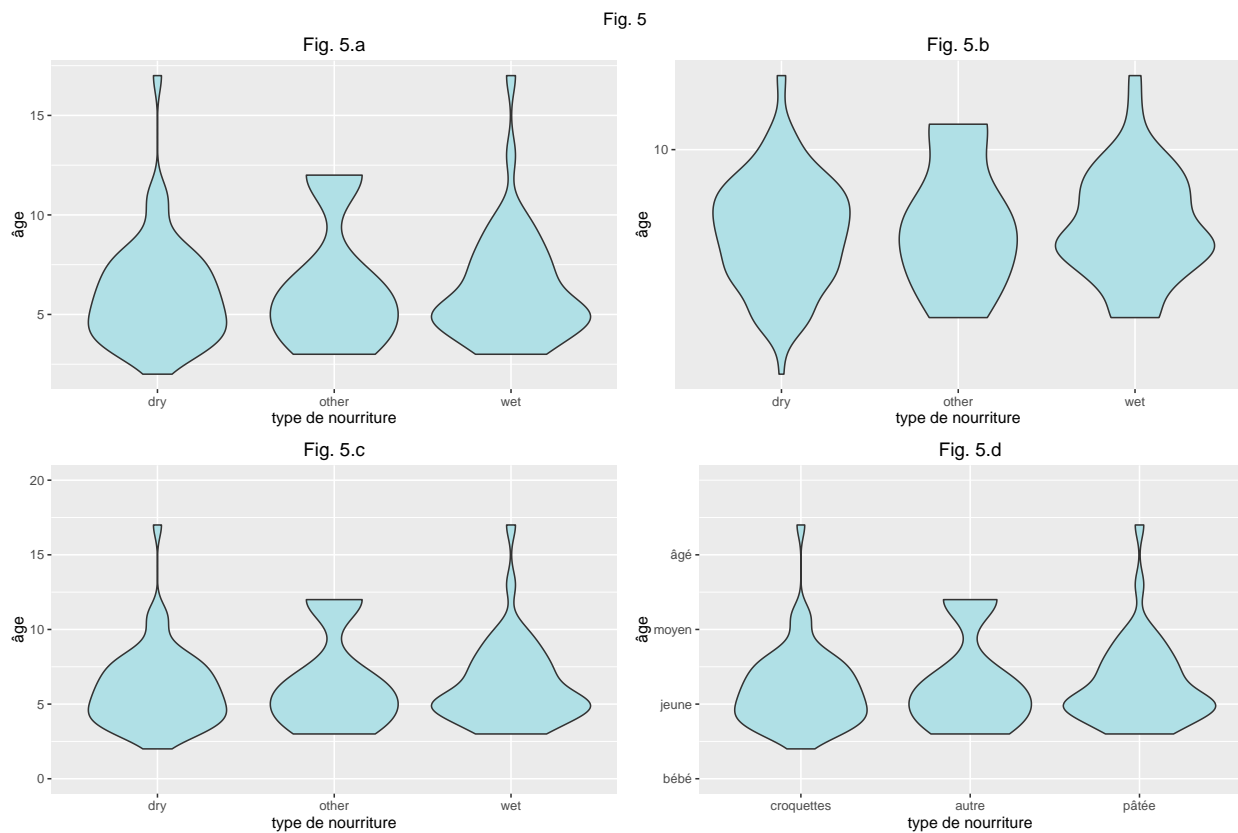 Fig. 5
Fig. 5.a
15
10
5
âge
dry other wet
type de nourriture
Fig. 5.b
10
âge
dry other wet
type de nourriture
Fig. 5.c
20
15
10
5
0
âge
dry other wet
type de nourriture
Fig. 5.d
âgé
moyen
jeune
bébé
âge
croquettes autre pâtée
type de nourriture